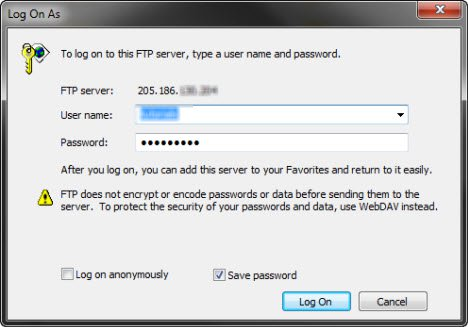 Log On As
To log on to this FTP server, type a user name and password.
FTP server: 205.186.
User name:
Password: •••••••••
After you log on, you can add this server to your Favorites and return to it easily.
FTP does not encrypt or encode passwords or data before sending them to the
server.  To protect the security of your passwords and data, use WebDAV instead.
Log on anonymously
Save password
Log On
Cancel